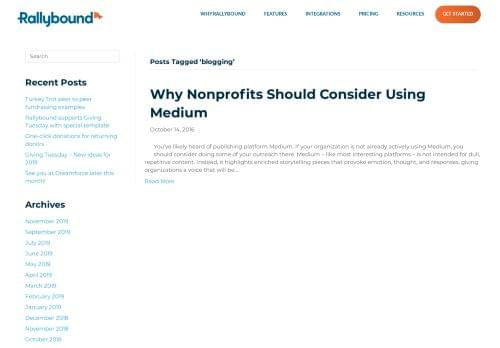 Rallybound
WHY RALLYBOUND FEATURES INTEGRATIONS PRICING RESOURCES GET STARTED
Search
Recent Posts
Turkey Trot peer to peer
fundraising examples
Rallybound supports Giving
Tuesday with special template
One-click donations for returning
donors
Giving Tuesday – New ideas for
2019
See you at Dreamforce later this
month!
Archives
November 2019
September 2019
July 2019
June 2019
May 2019
April 2019
March 2019
February 2019
January 2019
December 2018
November 2018
October 2018
Posts Tagged ‘blogging’
Why Nonprofits Should Consider Using
Medium
October 14, 2016
You’ve likely heard of publishing platform Medium. If your organization is not already actively using Medium, you
should consider doing some of your outreach there. Medium – like most interesting platforms – is not intended for dull,
repetitive content. Instead, it highlights enriched storytelling pieces that provoke emotion, thought, and responses, giving
organizations a voice that will be…
Read More